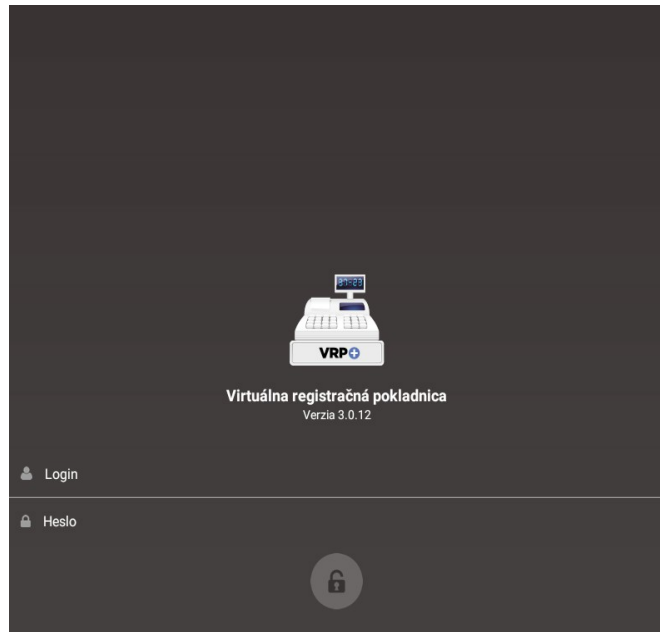 VRP
Virtuálna registračná pokladnica
Verzia 3.0.12
Login
Heslo